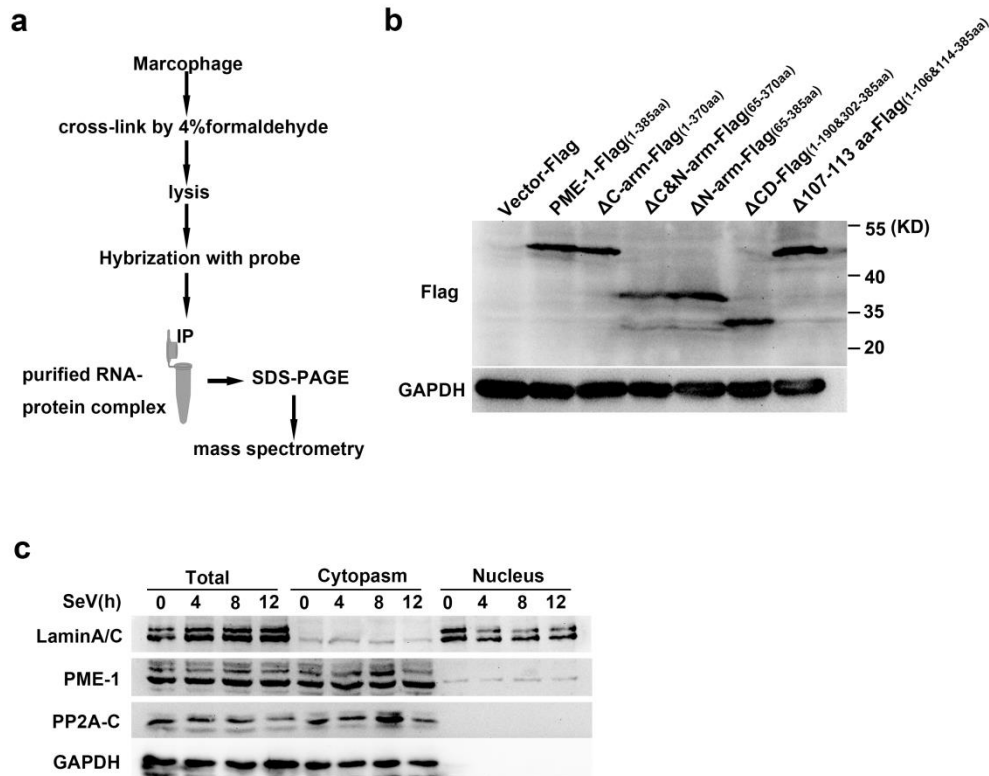 a
Marcophage
cross-link by 4%formaldehyde
lysis
Hybrization with probe
IP
purified RNA-
protein complex
SDS-PAGE
mass spectrometry
b
Vector-Flag
PME-1-Flag(1-385aa)
ΔC-arm-Flag(1-370aa)
ΔC&N-arm-Flag(65-370aa)
ΔN-arm-Flag(65-385aa)
ΔCD-Flag(1-190&302-385aa)
Δ107-113 aa-Flag(1-106&114-385aa)
55 (KD)
40
Flag
35
20
GAPDH
c
Total Cytopasm Nucleus
SeV(h) 0 4 8 12 0 4 8 12 0 4 8 12
LaminA/C
PME-1
PP2A-C
GAPDH